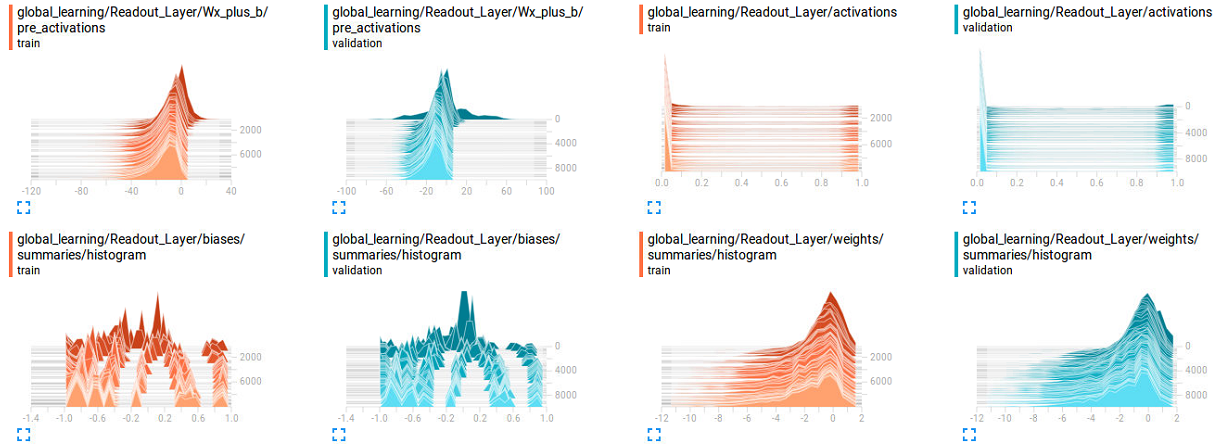 global_learning/Readout_Layer/Wx_plus_b/
pre_activations
train
2000
6000
-120 -80 -40 0 40
global_learning/Readout_Layer/Wx_plus_b/
pre_activations
validation
0
4000
8000
-100 -60 -20 20 60 100
global_learning/Readout_Layer/activations
train
2000
6000
0.0 0.2 0.4 0.6 0.8 1.0
global_learning/Readout_Layer/activations
validation
0
4000
8000
0.0 0.2 0.4 0.6 0.8 1.0
global_learning/Readout_Layer/biases/
summaries/histogram
train
2000
6000
-1.4 -1.0 -0.6 -0.2 0.2 0.6 1.0
global_learning/Readout_Layer/biases/
summaries/histogram
validation
0
4000
8000
-1.4 -1.0 -0.6 -0.2 0.2 0.6 1.0
global_learning/Readout_Layer/weights/
summaries/histogram
train
2000
6000
-12 -10 -8 -6 -4 -2 0 2
global_learning/Readout_Layer/weights/
summaries/histogram
validation
0
4000
8000
-12 -10 -8 -6 -4 -2 0 2